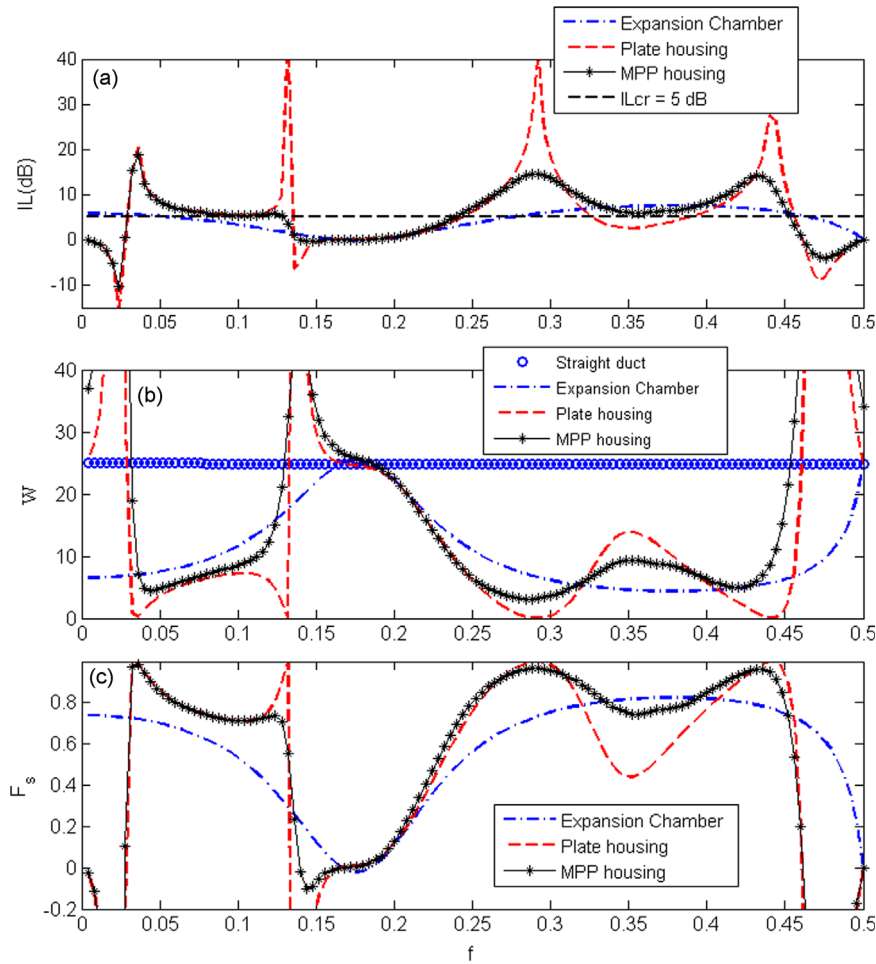 Expansion Chamber
Plate housing
MPP housing
ILcr = 5 dB
(a)
40
30
20
10
0
-10
IL(dB)
0 0.05 0.1 0.15 0.2 0.25 0.3 0.35 0.4 0.45 0.5
Straight duct
Expansion Chamber
Plate housing
MPP housing
(b)
40
30
20
10
0
W
0 0.05 0.1 0.15 0.2 0.25 0.3 0.35 0.4 0.45 0.5
(c)
0.8
0.6
0.4
0.2
0
-0.2
F s
Expansion Chamber
Plate housing
MPP housing
0 0.05 0.1 0.15 0.2 0.25 0.3 0.35 0.4 0.45 0.5
f